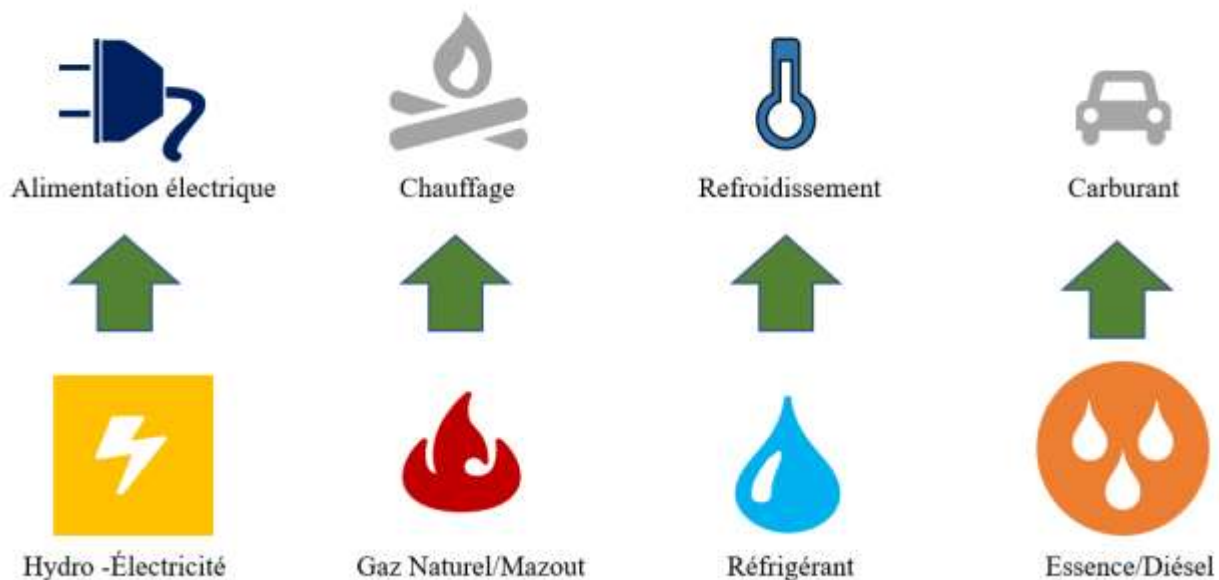 Alimentation électrique
Chauffage
Refroidissement
Carburant
Hydro -Électricité
Gaz Naturel/Mazout
Réfrigérant
Essence/Diésel